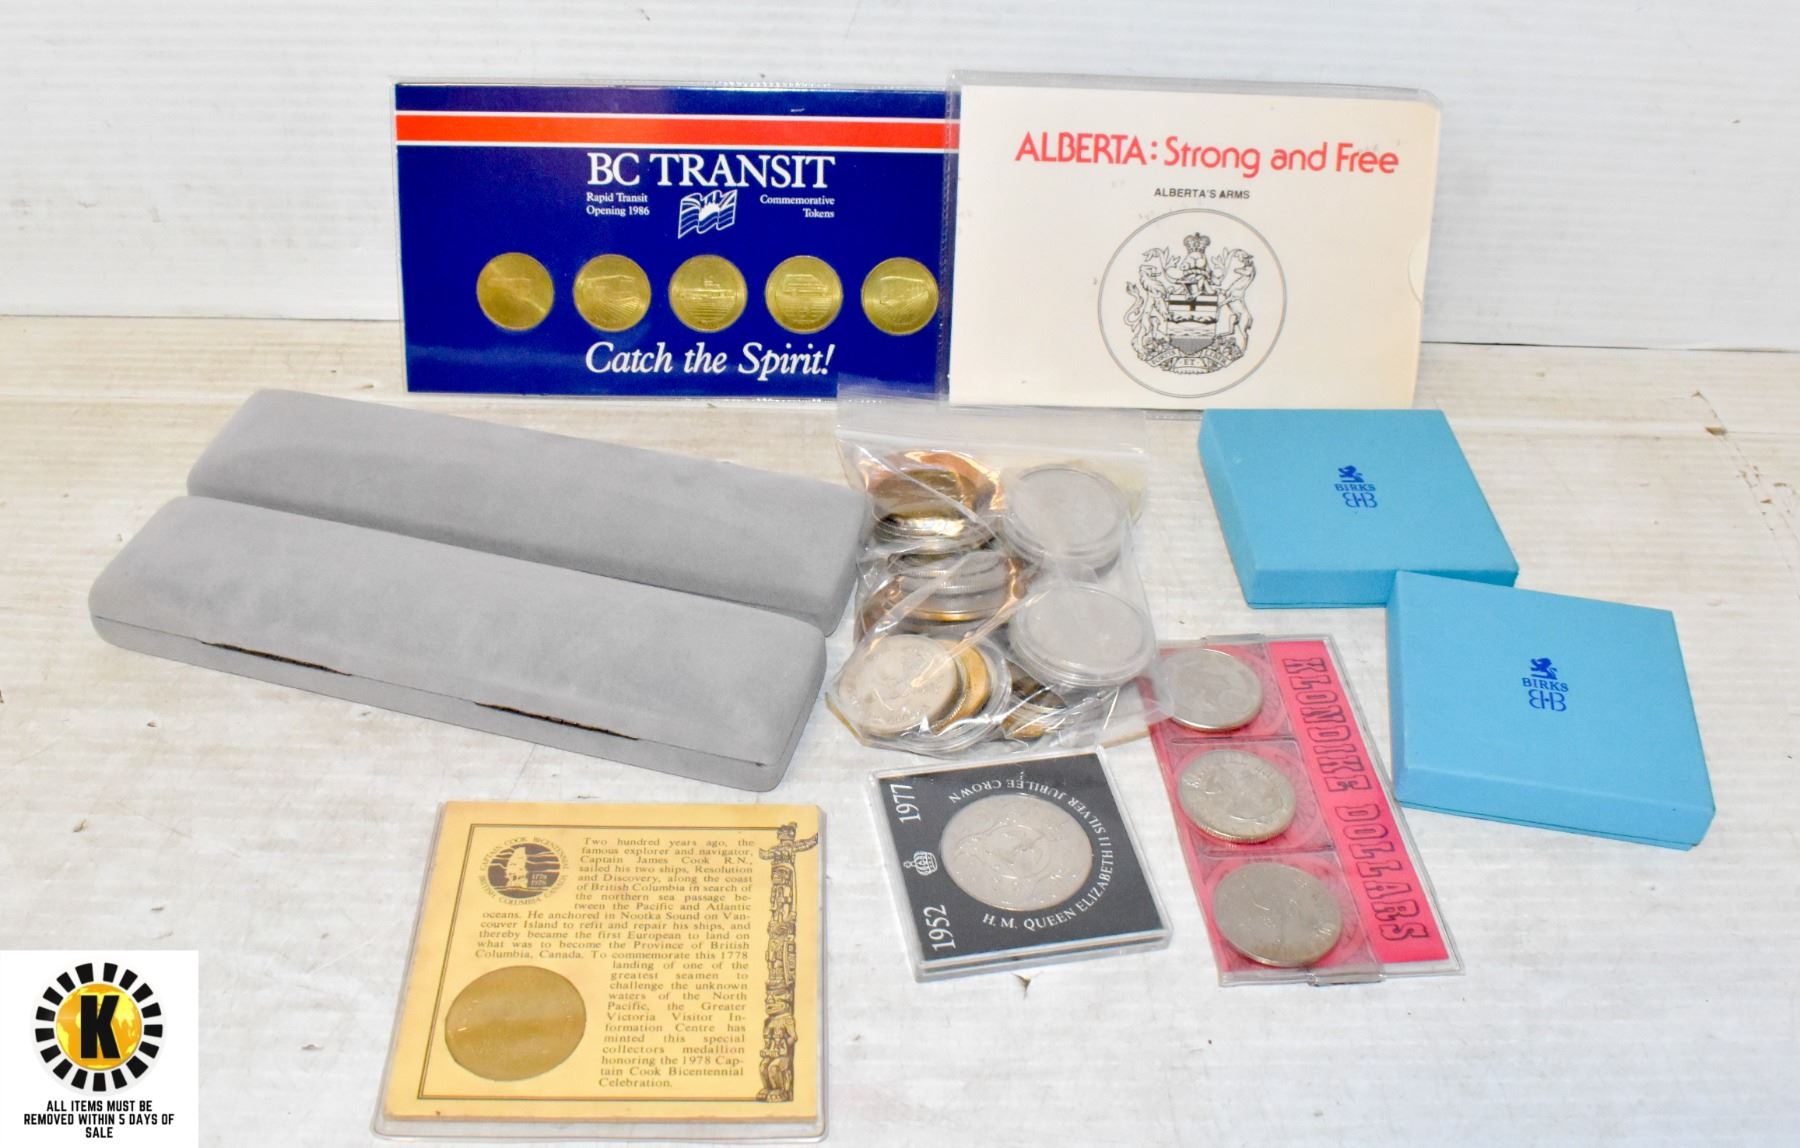 BC TRANSIT
Rapid Transit
Opening 1986
Commemorative
Tokens
Catch the Spirit!
ALBERTA: Strong and Free
ALBERTA'S ARMS
BIRKS
BIRKS
KLONDIKE DOLLARS
1952
1977
H. M. QUEEN ELIZABETH II SILVER JUBILEE CROWN
CAPTAIN COOK BICENTENNIAL
1778
1978
BRITISH COLUMBIA CANADA
Two hundred years ago, the
famous explorer and navigator,
Captain James Cook R.N.,
sailed his two ships, Resolution
and Discovery, along the coast
of British Columbia in search of
the northern sea passage be-
tween the Pacific and Atlantic
oceans. He anchored in Nootka Sound on Van-
couver Island to refit and repair his ships, and
thereby became the first European to land on
what was to become the Province of British
Columbia, Canada. To commemorate this 1778
landing of one of the
greatest seamen to
challenge the unknown
waters of the North
Pacific, the Greater
Victoria Visitor In-
formation Centre has
minted this special
collectors medallion
honoring the 1978 Cap-
tain Cook Bicentennial
Celebration.
K
ALL ITEMS MUST BE
REMOVED WITHIN 5 DAYS OF
SALE